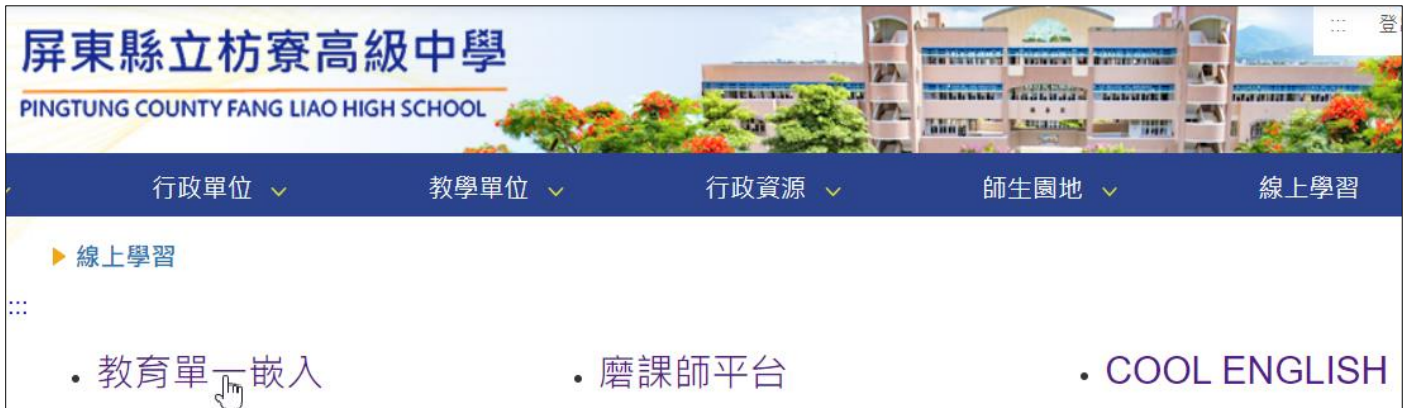 屏東縣立枋寮高級中學
PINGTUNG COUNTY FANG LIAO HIGH SCHOOL
:::
行政單位 教學單位 行政資源 師生園地 線上學習
線上學習
:::
• 教育單一嵌入 • 磨課師平台 • COOL ENGLISH